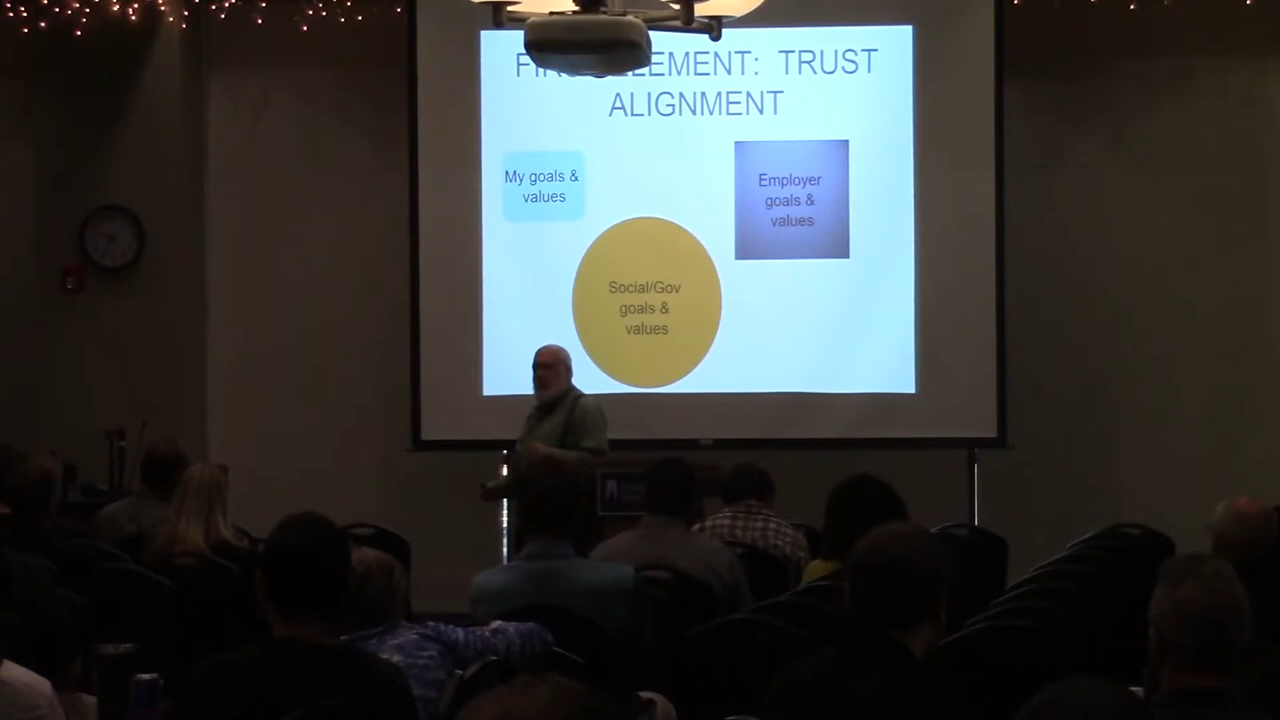 ELEMENT: TRUST
ALIGNMENT
My goals &
values
Employer
goals &
values
Social/Gov
goals &
values